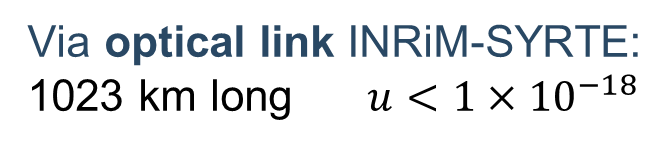 Via optical link INRiM-SYRTE:
1023 km long u < 1 × 10⁻¹⁸